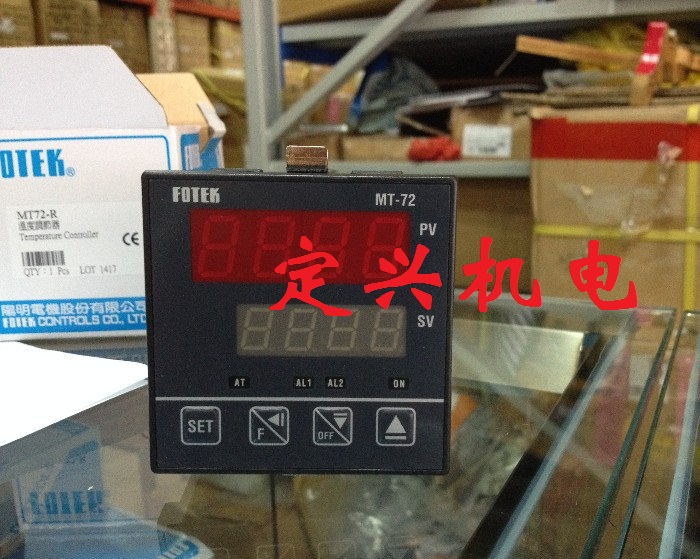 FOTEK®
MT72-R
溫度調節器
Temperature Controller
CE
QTY：1 Pcs LOT 1417
陽明電機股份有限公司
FOTEK CONTROLS CO., LT
FOTEK
MT-72
PV
SV
定兴机电
AT AL1 AL2 ON
SET
F
OFF
FOTEK